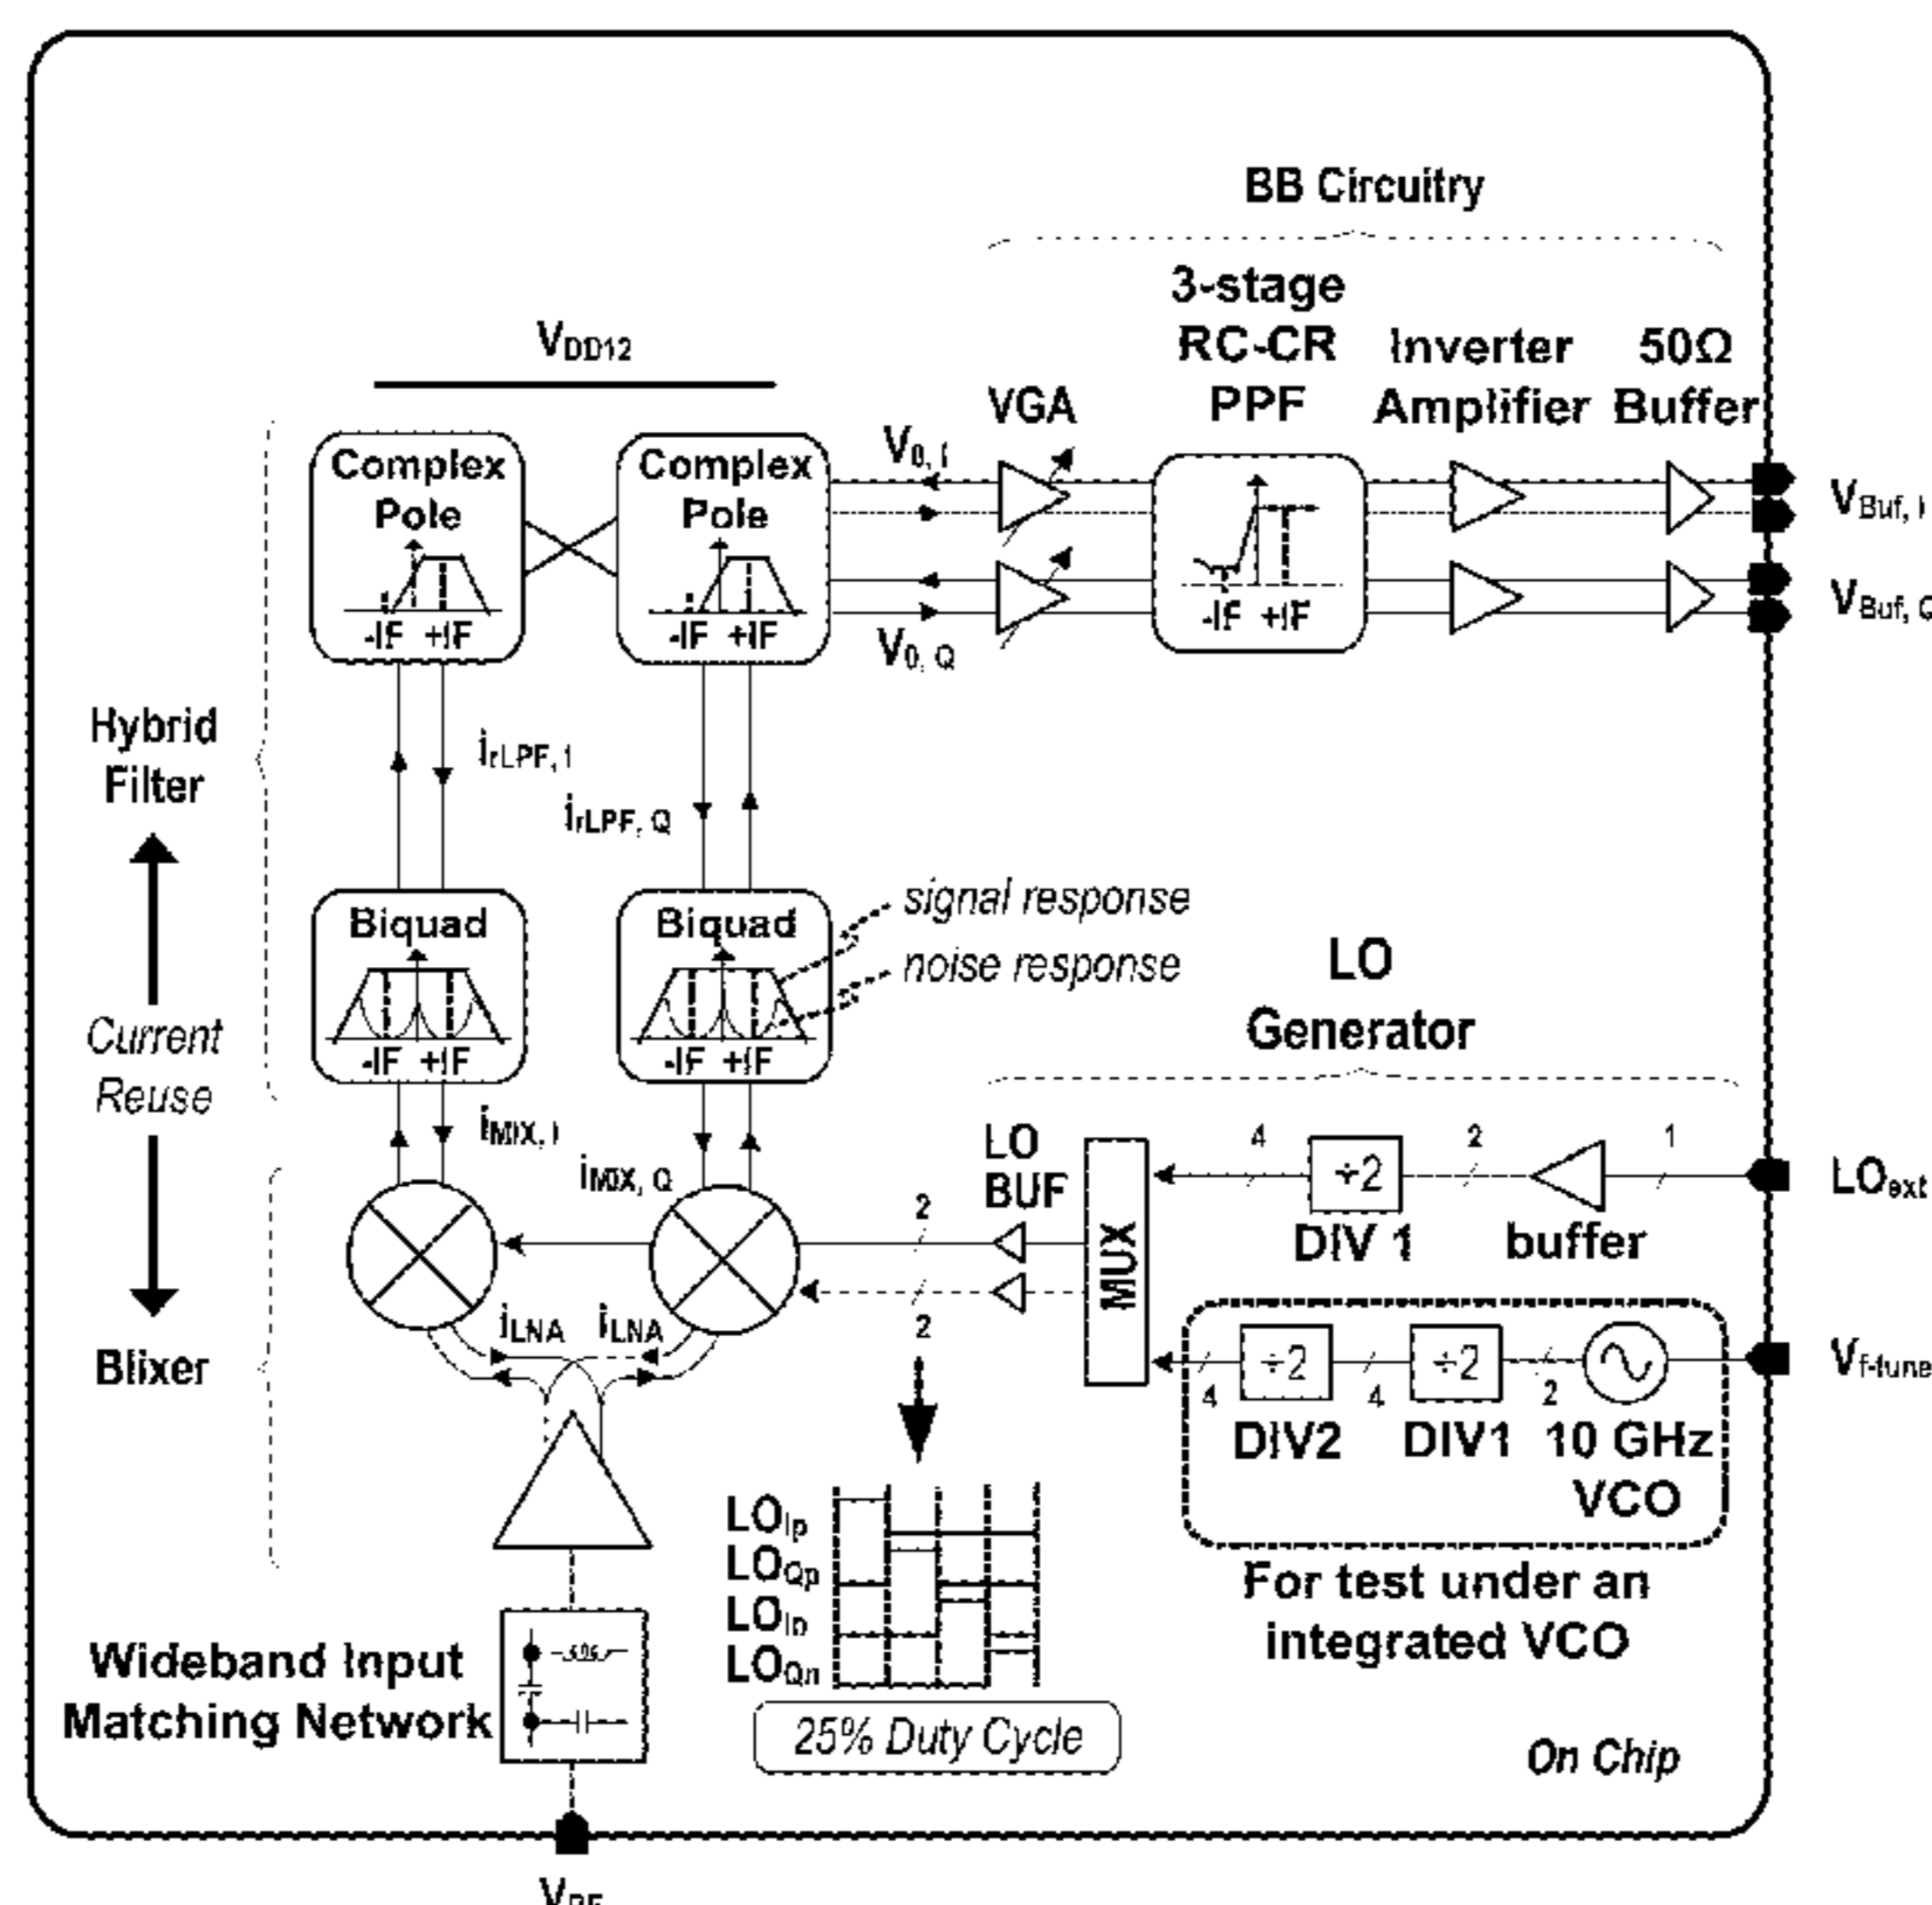 BB Circuitry
3-stage
RC-CR
PPF
Inverter
Amplifier
50Ω
Buffer
VDD12
VGA
Complex
Pole
-IF +IF
Complex
Pole
-IF +IF
V0, I
V0, Q
-IF +IF
VBuf, I
VBuf, Q
Hybrid
Filter
irLPF, I
irLPF, Q
Biquad
-IF +IF
Biquad
-IF +IF
signal response
noise response
Current
Reuse
LO
Generator
iMIX, I
iMIX, Q
LO
BUF
2
2
MUX
4
÷2
2
1
DIV 1
buffer
LOext
Blixer
iLNA iLNA
4
÷2
4
÷2
2
DIV2
DIV1
10 GHz
VCO
Vf-tune
For test under an
integrated VCO
LOIp
LOQp
LOIn
LOQn
25% Duty Cycle
Wideband Input
Matching Network
On Chip
VRF